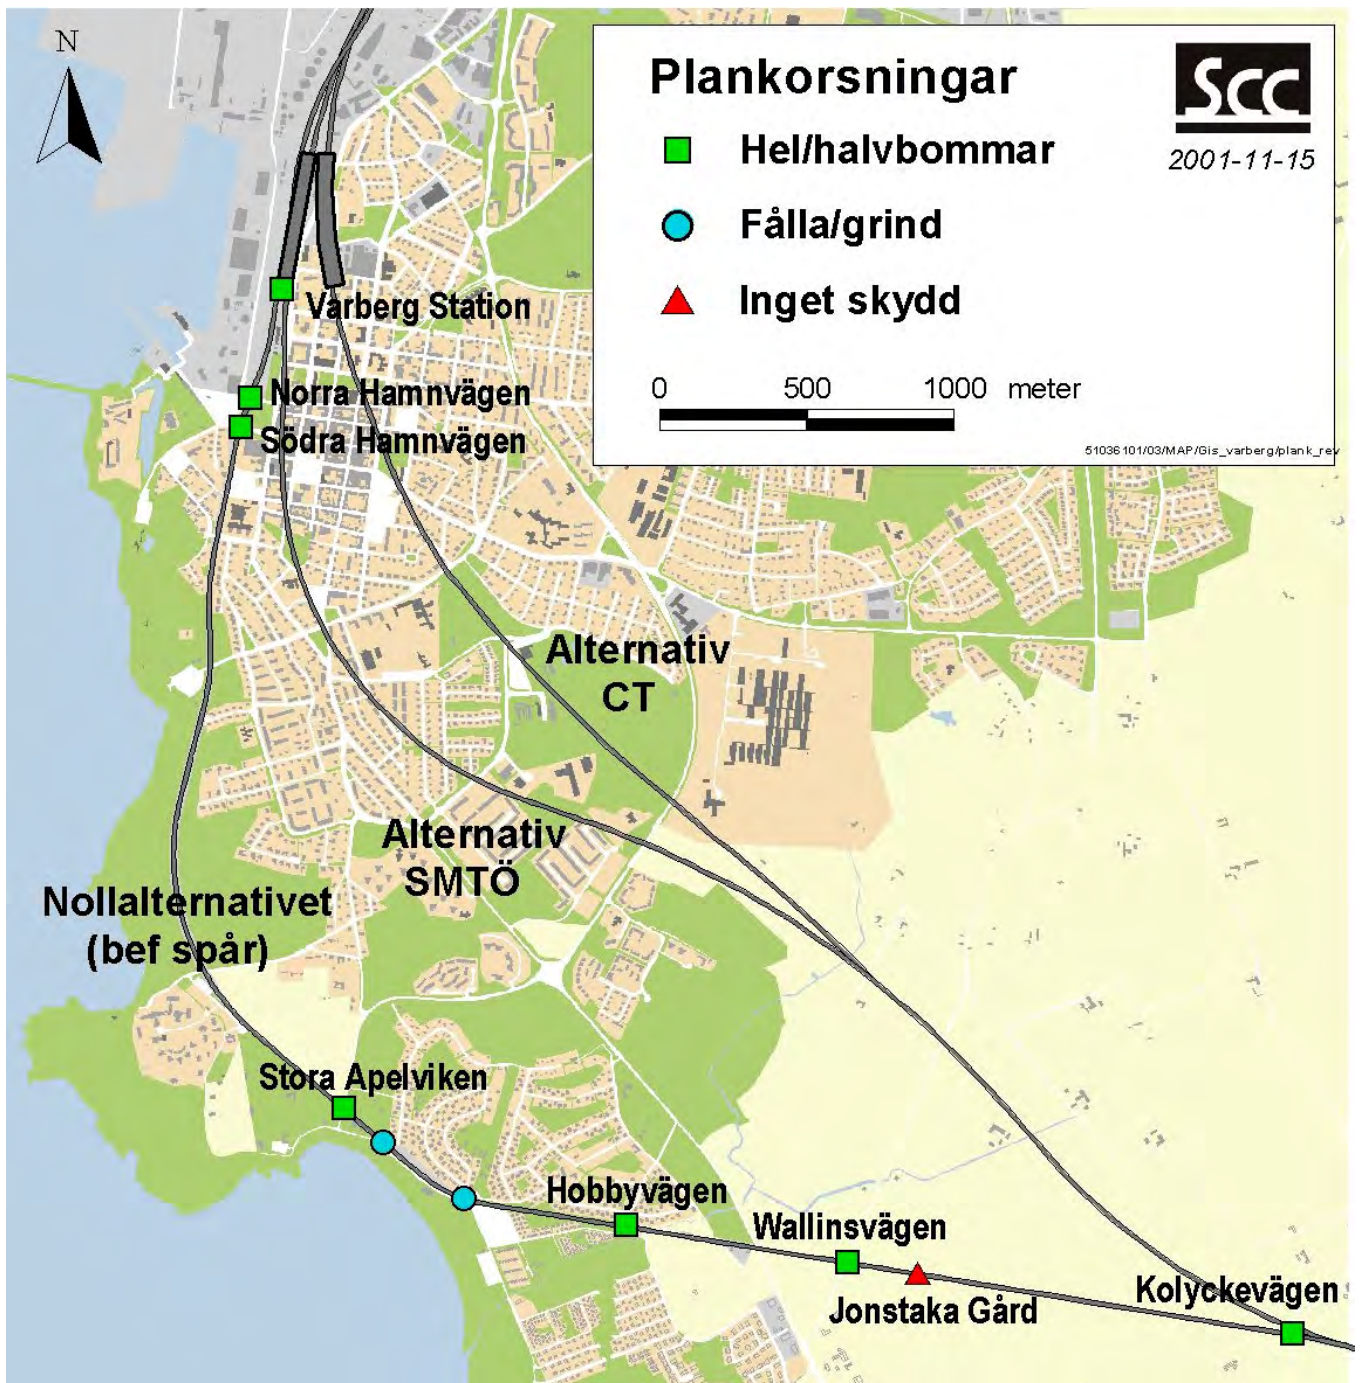 N
Plankorsningar
Scc
2001-11-15
Hel/halvbommar
Fålla/grind
Inget skydd
0 500 1000 meter
51036101/03/MAP/Gis_varberg/plank_rev
Varberg Station
Norra Hamnvägen
Södra Hamnvägen
Alternativ
CT
Alternativ
SMTÖ
Nollalternativet
(bef spår)
Stora Apelviken
Hobbyvägen
Wallinsvägen
Kolyckevägen
Jonstaka Gård